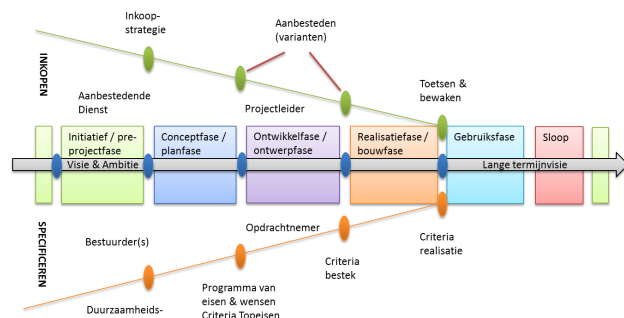 Inkoop-
strategie
Aanbesteden
(varianten)
INKOPEN
Toetsen &
bewaken
Aanbestedende
Dienst
Projectleider
Initiatief / pre-
projectfase
Conceptfase /
planfase
Ontwikkelfase /
ontwerpfase
Realisatiefase /
bouwfase
Gebruiksfase
Sloop
Visie & Ambitie
Lange termijnvisie
SPECIFICEREN
Bestuurder(s)
Opdrachtnemer
Criteria
realisatie
Criteria
bestek
Programma van
eisen & wensen
Criteria Topeisen
Duurzaamheids-